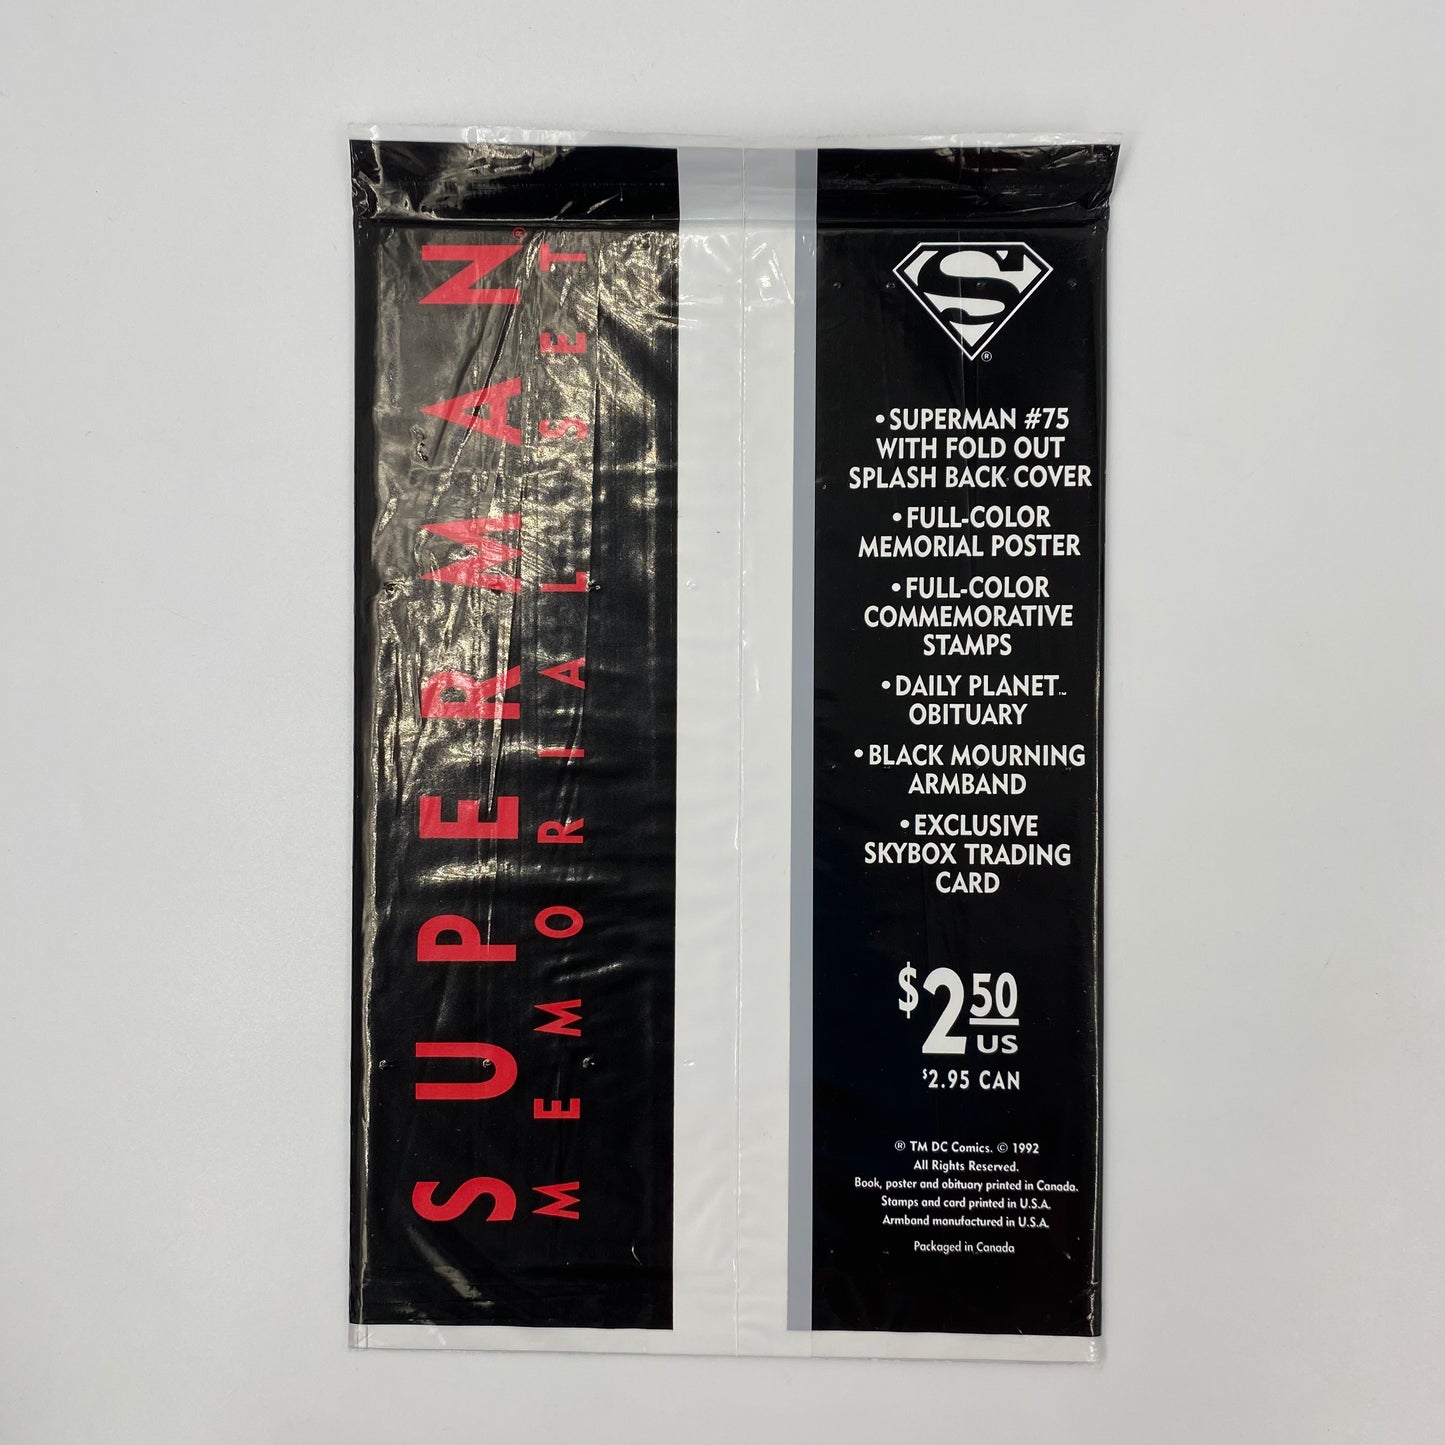 SUPERMAN®
MEMORIAL SET
S
®
• SUPERMAN #75
WITH FOLD OUT
SPLASH BACK COVER
• FULL-COLOR
MEMORIAL POSTER
• FULL-COLOR
COMMEMORATIVE
STAMPS
• DAILY PLANET™
OBITUARY
• BLACK MOURNING
ARMBAND
• EXCLUSIVE
SKYBOX TRADING
CARD
$2.50
US
$2.95 CAN
® TM DC Comics. © 1992
All Rights Reserved.
Book, poster and obituary printed in Canada.
Stamps and card printed in U.S.A.
Armband manufactured in U.S.A.
Packaged in Canada